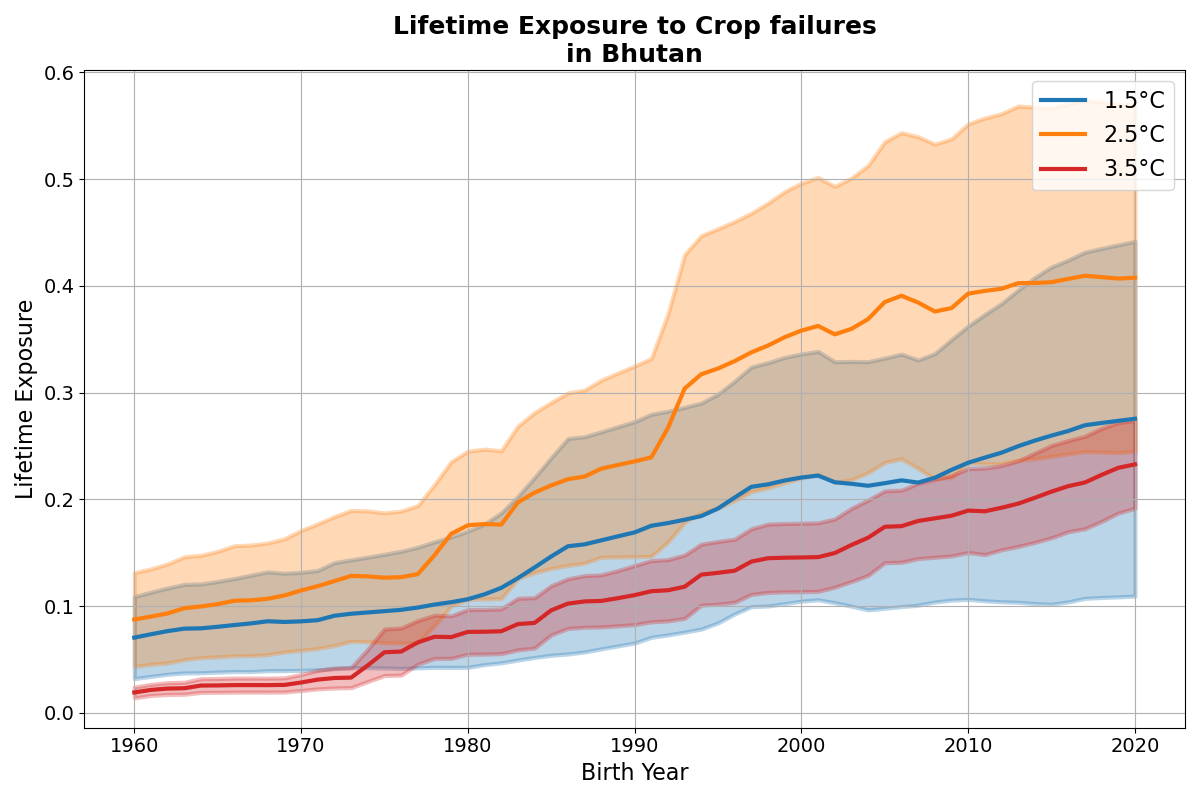 Lifetime Exposure to Crop failures
in Bhutan
1.5°C
2.5°C
3.5°C
Lifetime Exposure
0.6
0.5
0.4
0.3
0.2
0.1
0.0
1960
1970
1980
1990
2000
2010
2020
Birth Year